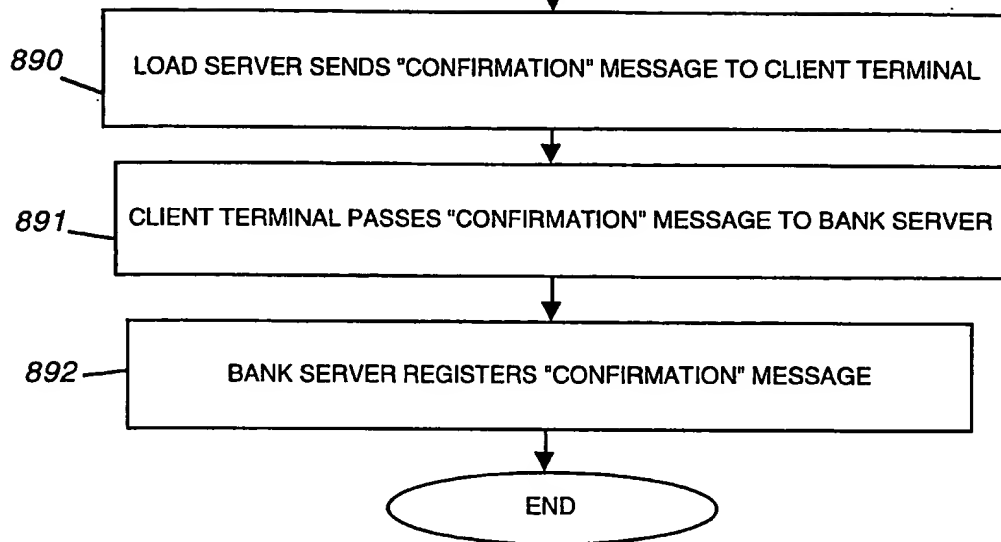 890
LOAD SERVER SENDS "CONFIRMATION" MESSAGE TO CLIENT TERMINAL
891
CLIENT TERMINAL PASSES "CONFIRMATION" MESSAGE TO BANK SERVER
892
BANK SERVER REGISTERS "CONFIRMATION" MESSAGE
END